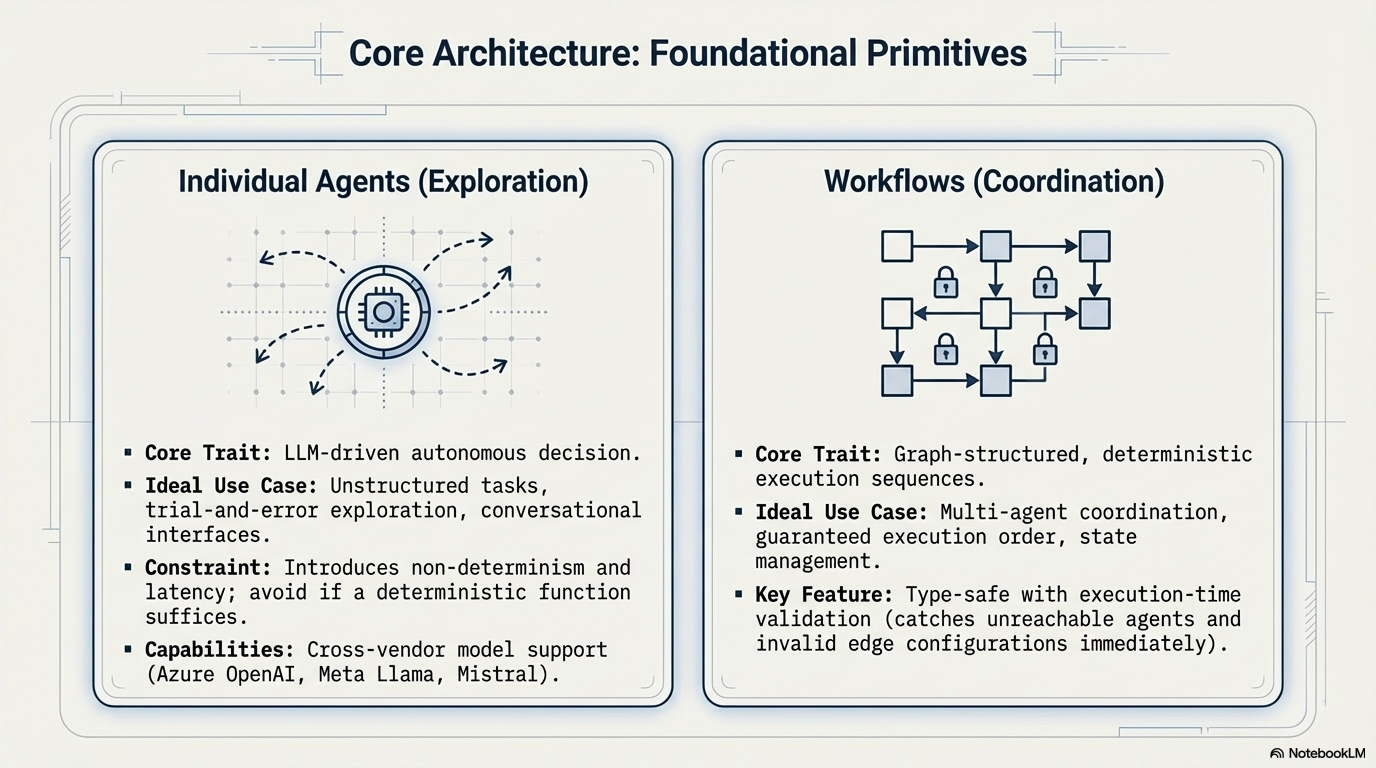 Core Architecture: Foundational Primitives
Individual Agents (Exploration)
▪ Core Trait: LLM-driven autonomous decision.
▪ Ideal Use Case: Unstructured tasks,
trial-and-error exploration, conversational
interfaces.
▪ Constraint: Introduces non-determinism and
latency; avoid if a deterministic function
suffices.
▪ Capabilities: Cross-vendor model support
(Azure OpenAI, Meta Llama, Mistral).
Workflows (Coordination)
▪ Core Trait: Graph-structured, deterministic
execution sequences.
▪ Ideal Use Case: Multi-agent coordination,
guaranteed execution order, state
management.
▪ Key Feature: Type-safe with execution-time
validation (catches unreachable agents and
invalid edge configurations immediately).
NotebookLM